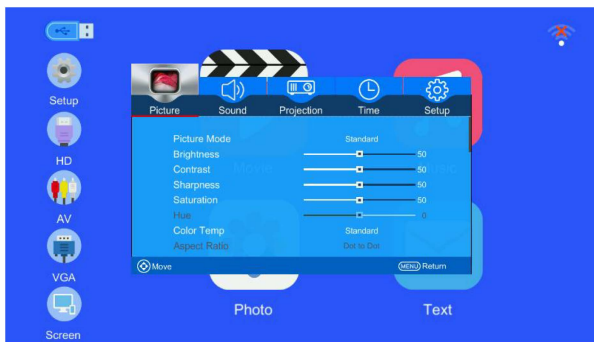 Setup
HD
AV
VGA
Screen
Picture
Sound
Projection
Time
Setup
Picture Mode Standard
Brightness 50
Contrast 50
Sharpness 50
Saturation 50
Hue 0
Color Temp Standard
Aspect Ratio Dot to Dot
Move
MENU Return
Movie
Photo
Text